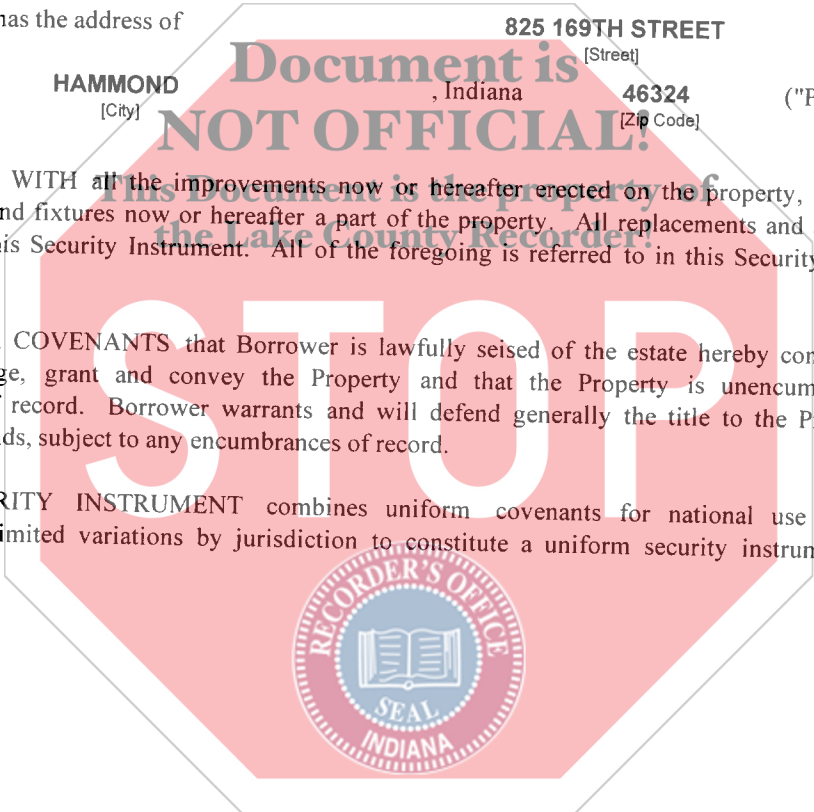 has the address of
825 169TH STREET
[Street]
HAMMOND , Indiana 46324 ("P
[City] [Zip Code]
Document is
NOT OFFICIAL!
This Document is the property of
the Lake County Recorder!
WITH all the improvements now or hereafter erected on the property,
nd fixtures now or hereafter a part of the property. All replacements and
is Security Instrument. All of the foregoing is referred to in this Security
COVENANTS that Borrower is lawfully seised of the estate hereby con
ge, grant and convey the Property and that the Property is unencum
record. Borrower warrants and will defend generally the title to the P
ds, subject to any encumbrances of record.
RITY INSTRUMENT combines uniform covenants for national use
imited variations by jurisdiction to constitute a uniform security instrum
STOP
RECORDER'S OFFICE
SEAL
INDIANA